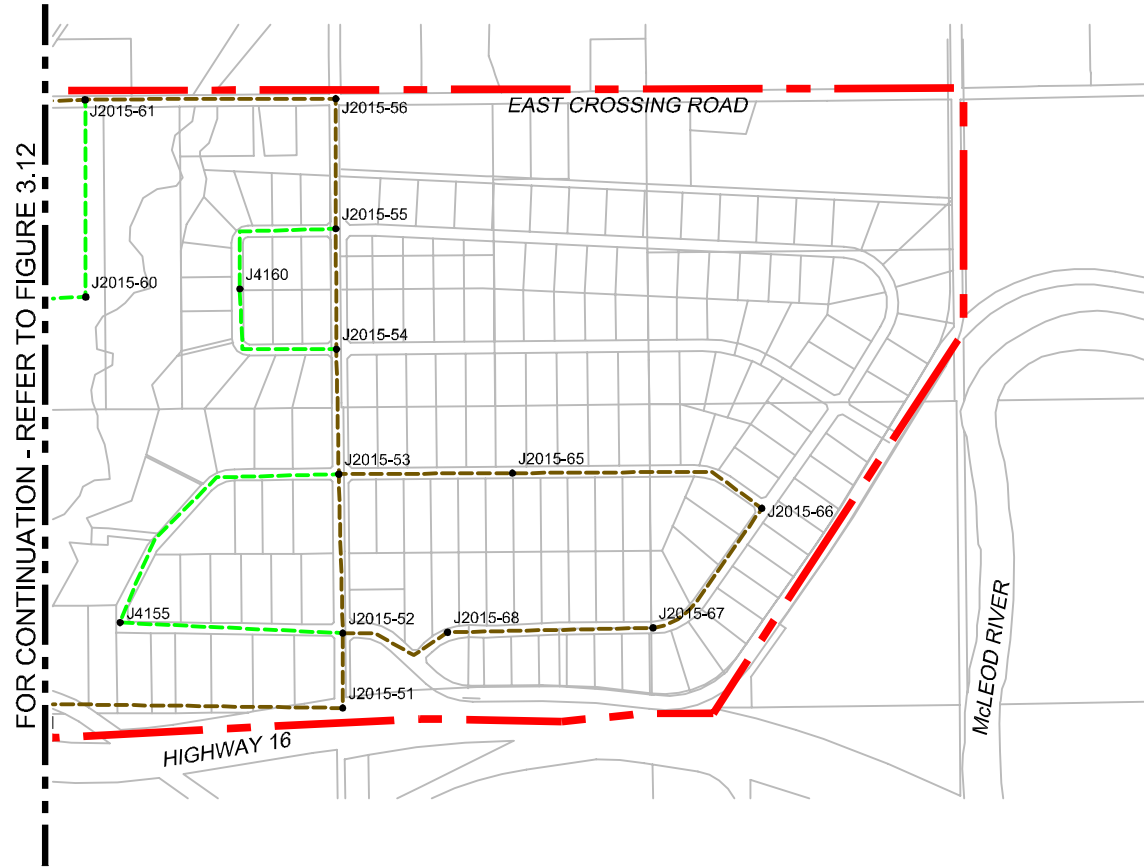 J2015-61
J2015-56
EAST CROSSING ROAD
FOR CONTINUATION - REFER TO FIGURE 3.12
J2015-55
J4160
J2015-60
J2015-54
J2015-53
J2015-65
J2015-66
J4155
J2015-52
J2015-68
J2015-67
McLEOD RIVER
J2015-51
HIGHWAY 16